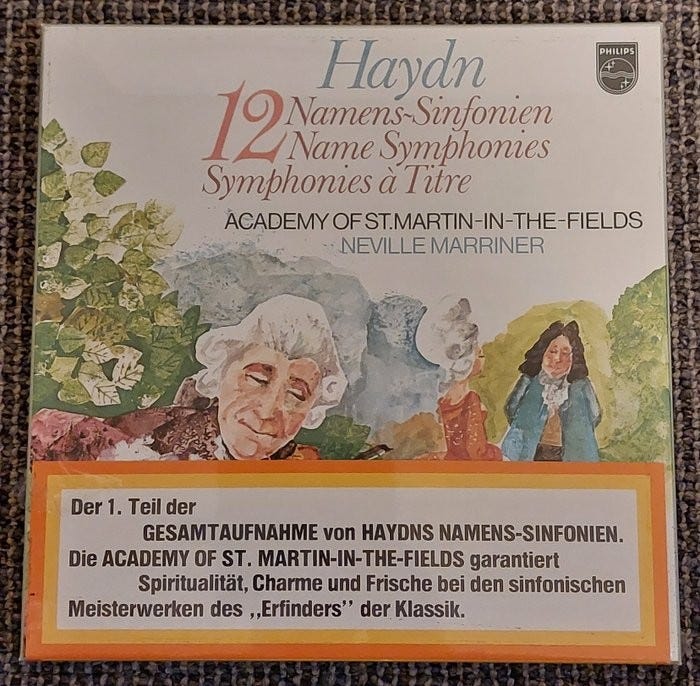 Haydn
PHILIPS
12 Namens-Sinfonien
Name Symphonies
Symphonies à Titre
ACADEMY OF ST.MARTIN-IN-THE-FIELDS
NEVILLE MARRINER
Der 1. Teil der
GESAMTAUFNAHME von HAYDNS NAMENS-SINFONIEN.
Die ACADEMY OF ST. MARTIN-IN-THE-FIELDS garantiert
Spiritualität, Charme und Frische bei den sinfonischen
Meisterwerken des ,,Erfinders'' der Klassik.